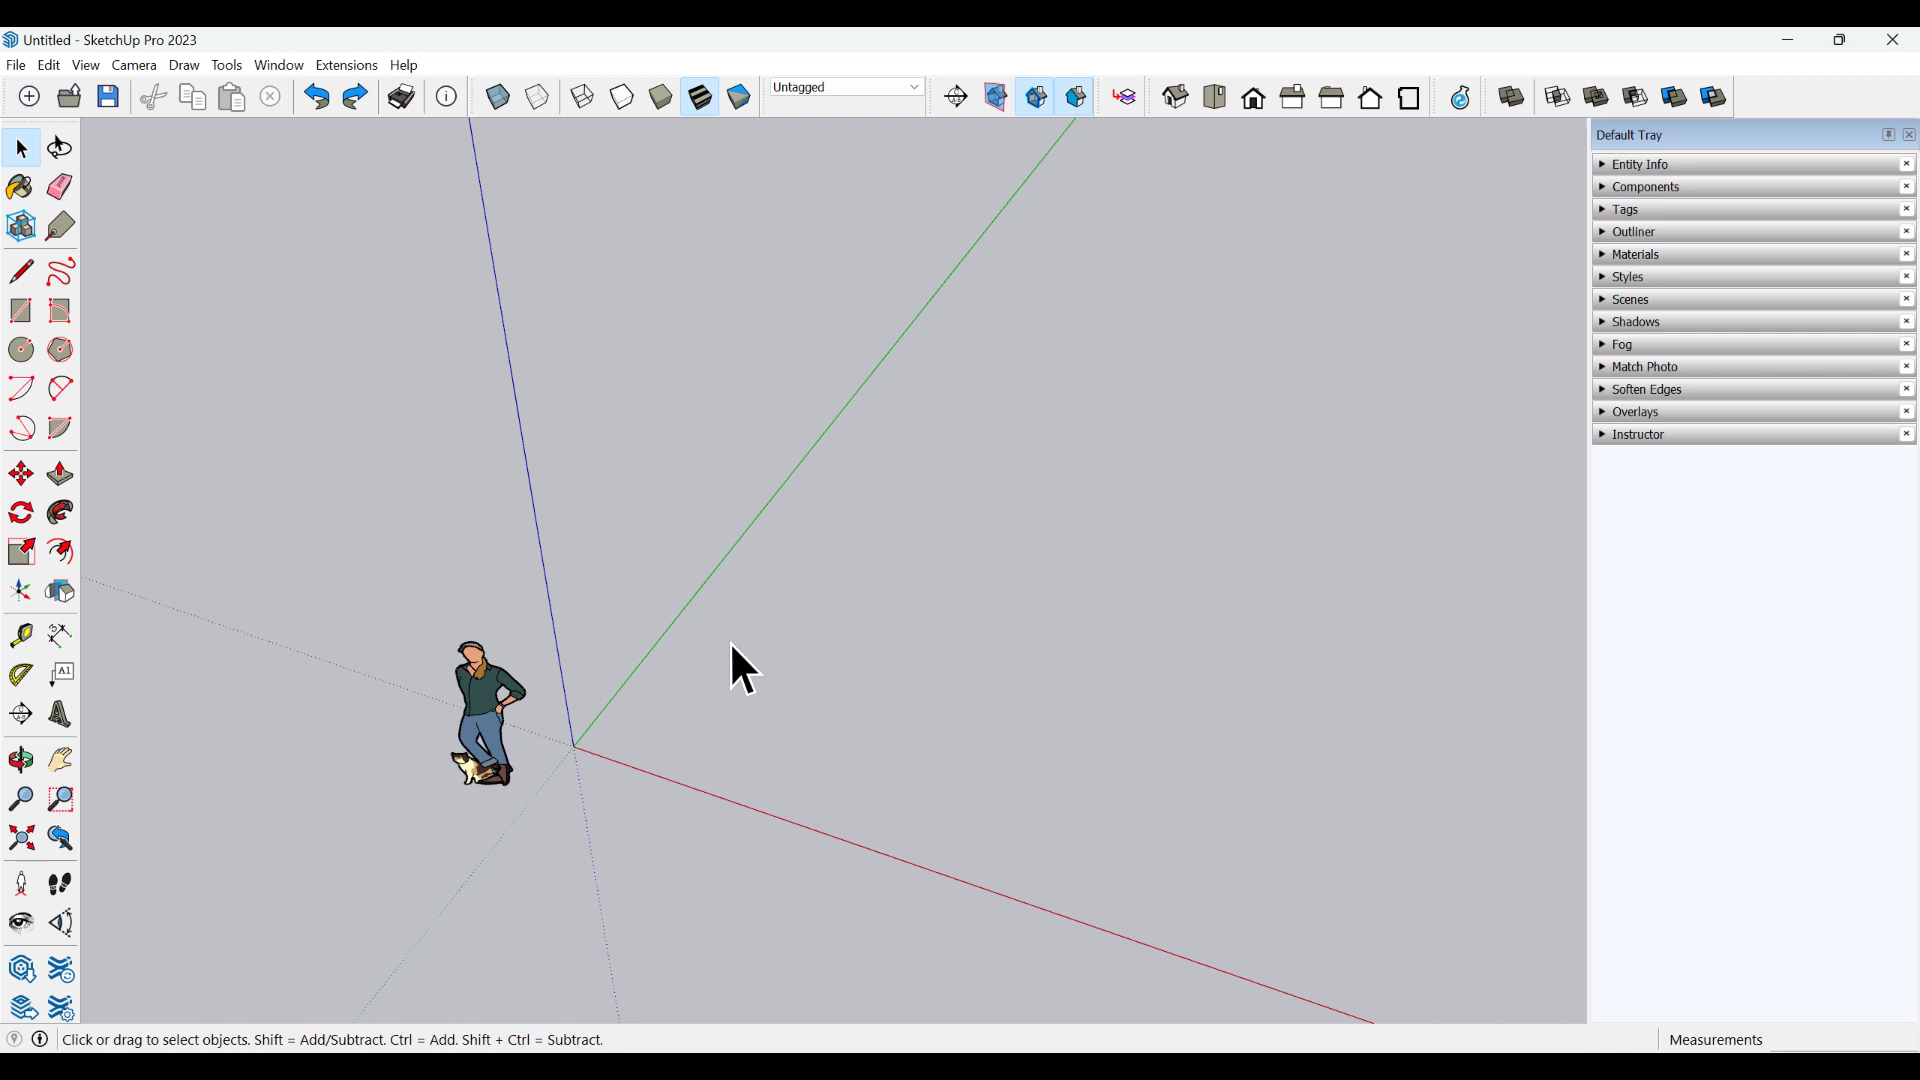 Untitled - SketchUp Pro 2023
File Edit View Camera Draw Tools Window Extensions Help
Untagged
Default Tray
Entity Info
Components
Tags
Outliner
Materials
Styles
Scenes
Shadows
Fog
Match Photo
Soften Edges
Overlays
Instructor
A1
Click or drag to select objects. Shift = Add/Subtract. Ctrl = Add. Shift + Ctrl = Subtract.
Measurements